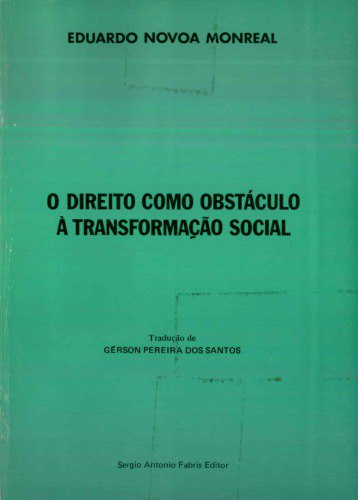 EDUARDO NOVOA MONREAL
O DIREITO COMO OBSTÁCULO
À TRANSFORMAÇÃO SOCIAL
Tradução de
GÉRSON PEREIRA DOS SANTOS
Sergio Antonio Fabris Editor